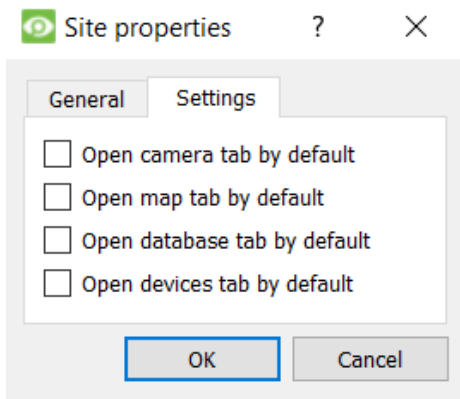 Site properties ?
General Settings
Open camera tab by default
Open map tab by default
Open database tab by default
Open devices tab by default
OK Cancel